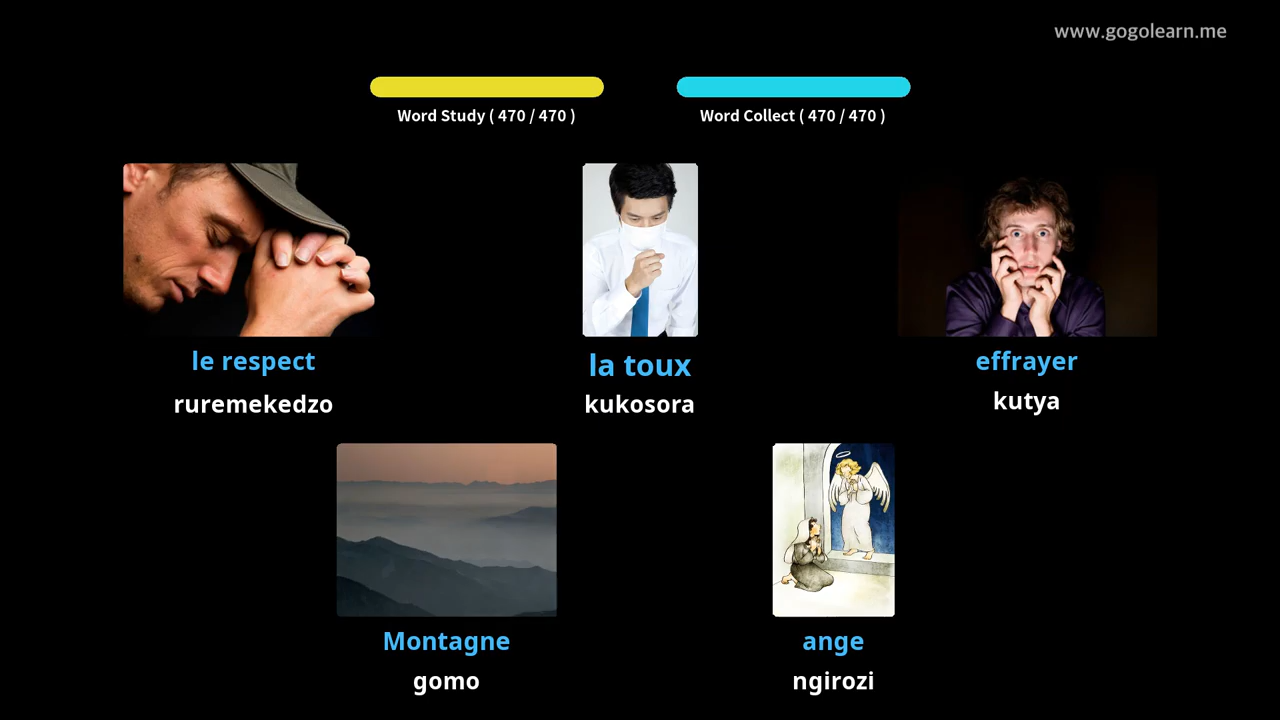 www.gogolearn.me
Word Study ( 470 / 470 )
Word Collect ( 470 / 470 )
le respect
ruremekedzo
la toux
kukosora
effrayer
kutya
Montagne
gomo
ange
ngirozi